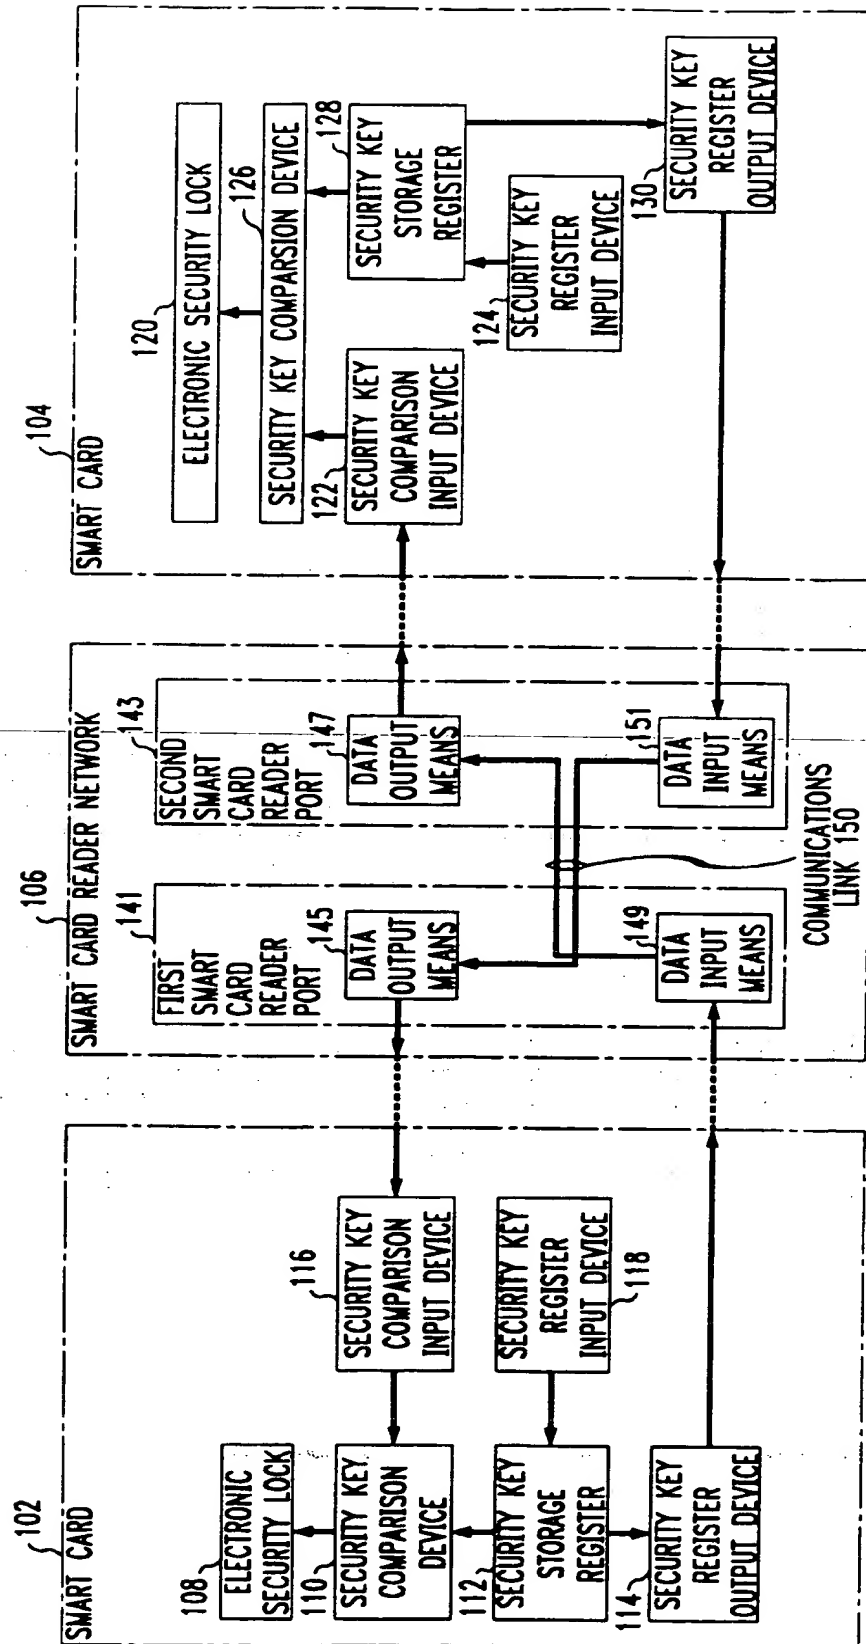 102
SMART CARD
108
ELECTRONIC
SECURITY LOCK
110
SECURITY KEY
COMPARISON
DEVICE
116
SECURITY KEY
COMPARISON
INPUT DEVICE
112
SECURITY KEY
STORAGE
REGISTER
SECURITY KEY
REGISTER
INPUT DEVICE
118
114
SECURITY KEY
REGISTER
OUTPUT DEVICE
106
SMART CARD READER NETWORK
141
FIRST
SMART
CARD
READER
PORT
145
DATA
OUTPUT
MEANS
149
DATA
INPUT
MEANS
143
SECOND
SMART
CARD
READER
PORT
147
DATA
OUTPUT
MEANS
151
DATA
INPUT
MEANS
COMMUNICATIONS
LINK 150
104
SMART CARD
120
ELECTRONIC SECURITY LOCK
126
SECURITY KEY COMPARSION DEVICE
122
SECURITY KEY
COMPARISON
INPUT DEVICE
128
SECURITY KEY
STORAGE
REGISTER
124
SECURITY KEY
REGISTER
INPUT DEVICE
130
SECURITY KEY
REGISTER
OUTPUT DEVICE